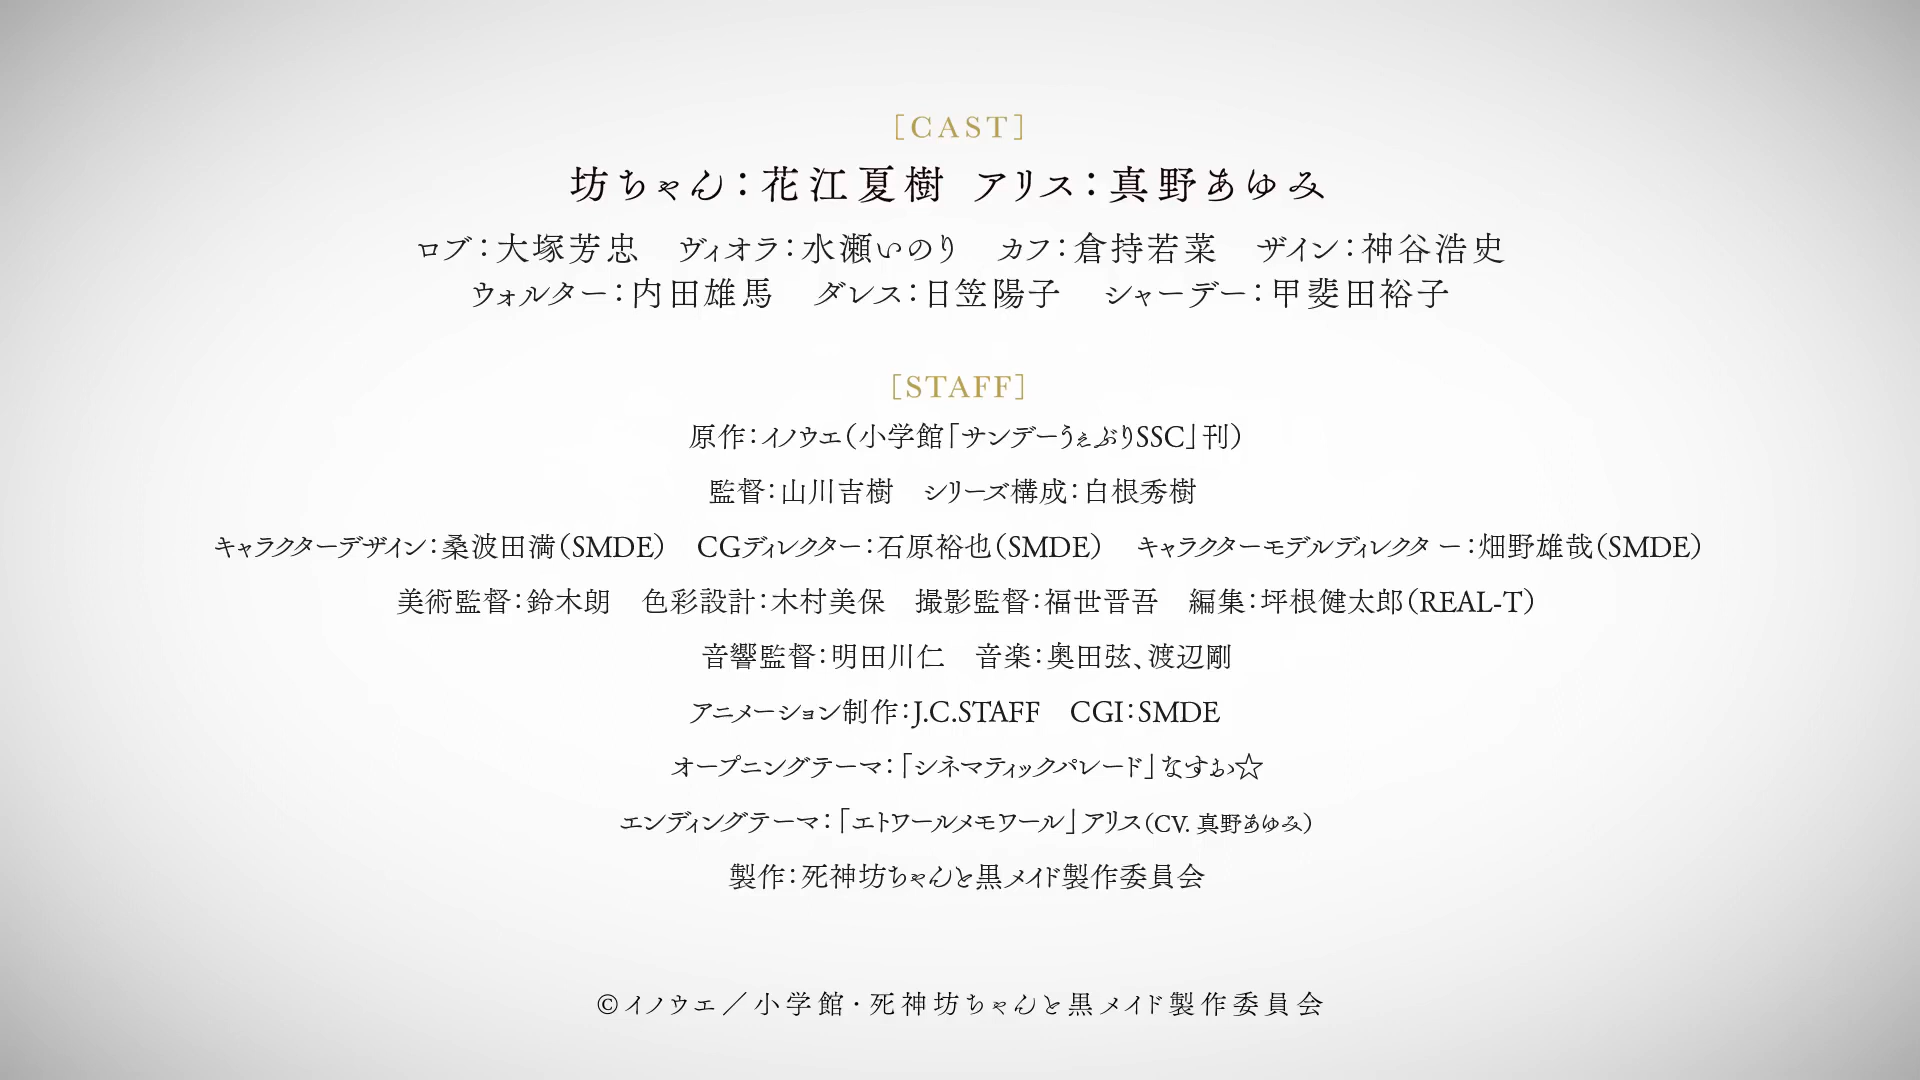 ［CAST］
坊ちゃん：花江夏樹　アリス：真野あゆみ
ロブ：大塚芳忠　ヴィオラ：水瀬いのり　カフ：倉持若菜　ザイン：神谷浩史
ウォルター：内田雄馬　ダレス：日笠陽子　シャーデー：甲斐田裕子
［STAFF］
原作：イノウエ（小学館「サンデーうぇぶりSSC」刊）
監督：山川吉樹　シリーズ構成：白根秀樹
キャラクターデザイン：桑波田満（SMDE）　CGディレクター：石原裕也（SMDE）　キャラクターモデルディレクター：畑野雄哉（SMDE）
美術監督：鈴木朗　色彩設計：木村美保　撮影監督：福世晋吾　編集：坪根健太郎（REAL-T）
音響監督：明田川仁　音楽：奥田弦、渡辺剛
アニメーション制作：J.C.STAFF　CGI：SMDE
オープニングテーマ：「シネマティックパレード」なすお☆
エンディングテーマ：「エトワールメモワール」アリス（CV. 真野あゆみ）
製作：死神坊ちゃんと黒メイド製作委員会
©イノウエ／小学館・死神坊ちゃんと黒メイド製作委員会